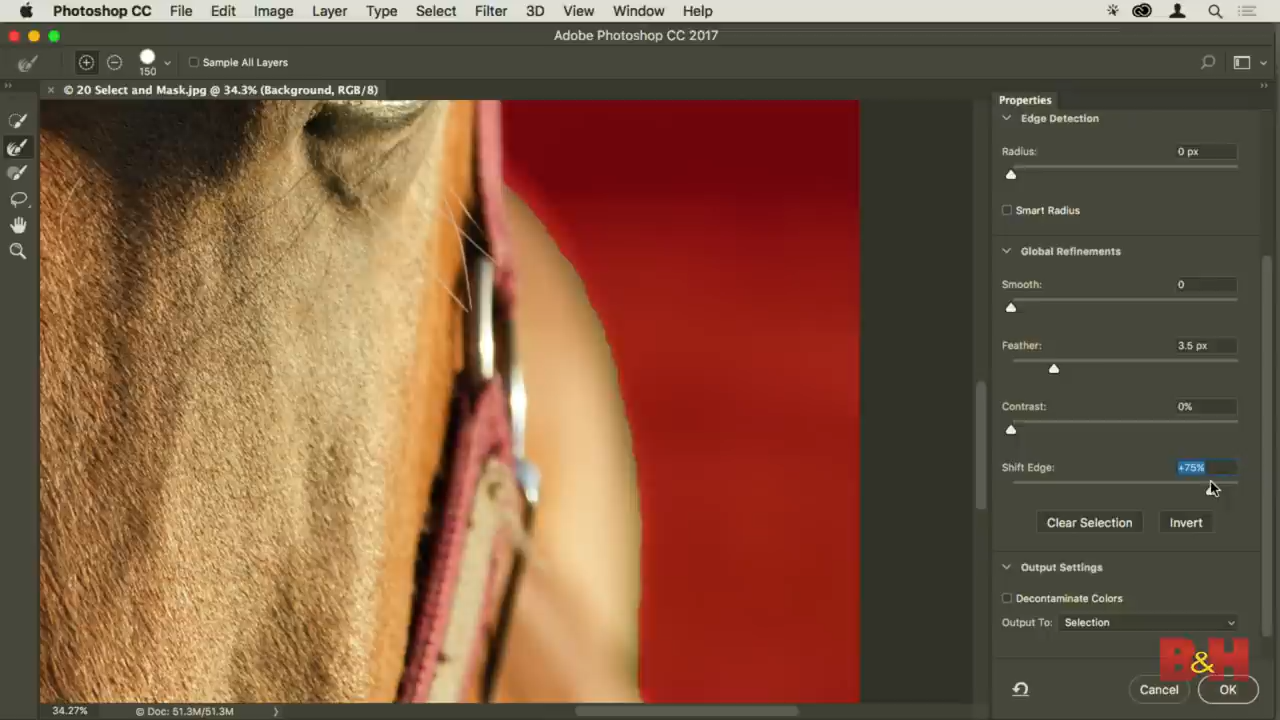 Photoshop CC File Edit Image Layer Type Select Filter 3D View Window Help
Adobe Photoshop CC 2017
150 Sample All Layers
× © 20 Select and Mask.jpg @ 34.3% (Background, RGB/8)
Properties
Edge Detection
Radius: 0 px
Smart Radius
Global Refinements
Smooth: 0
Feather: 3.5 px
Contrast: 0%
Shift Edge: +75%
Clear Selection Invert
Output Settings
Decontaminate Colors
Output To: Selection
B&H
Cancel OK
34.27% © Doc: 51.3M/51.3M